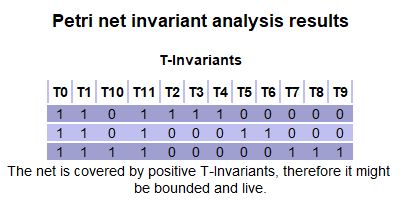 Petri net invariant analysis results
T-Invariants
T0 T1 T10 T11 T2 T3 T4 T5 T6 T7 T8 T9
1 1 0 1 1 1 1 0 0 0 0 0
1 1 0 1 0 0 0 1 1 0 0 0
1 1 1 1 0 0 0 0 0 1 1 1
The net is covered by positive T-Invariants, therefore it might
be bounded and live.